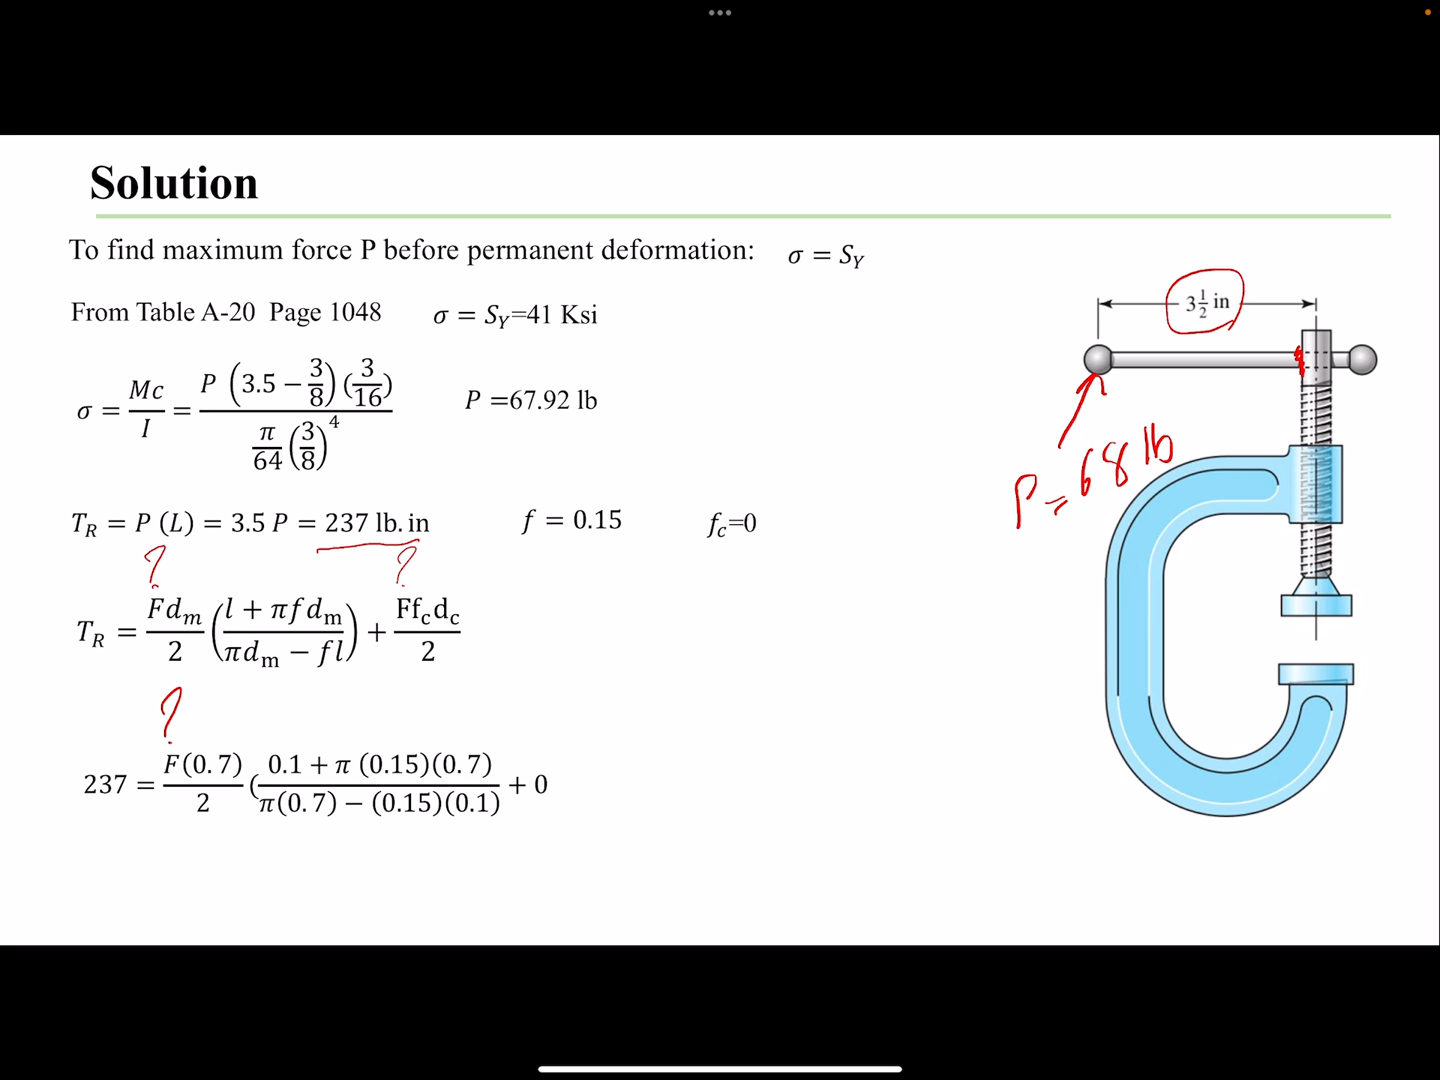 Solution
To find maximum force P before permanent deformation: σ = S_Y
From Table A-20 Page 1048 σ = S_Y=41 Ksi
σ = Mc/I = P (3.5 − 3/8)(3/16) / (π/64 (3/8)^4) P =67.92 lb
T_R = P (L) = 3.5 P = 237 lb. in f = 0.15 f_c=0
? ?
T_R = Fd_m/2 ((l + πfd_m)/(πd_m − fl)) + Ff_cd_c/2
?
237 = F(0.7)/2 ((0.1 + π (0.15)(0.7))/(π(0.7) − (0.15)(0.1)) + 0
3 1/2 in
P = 68 lb